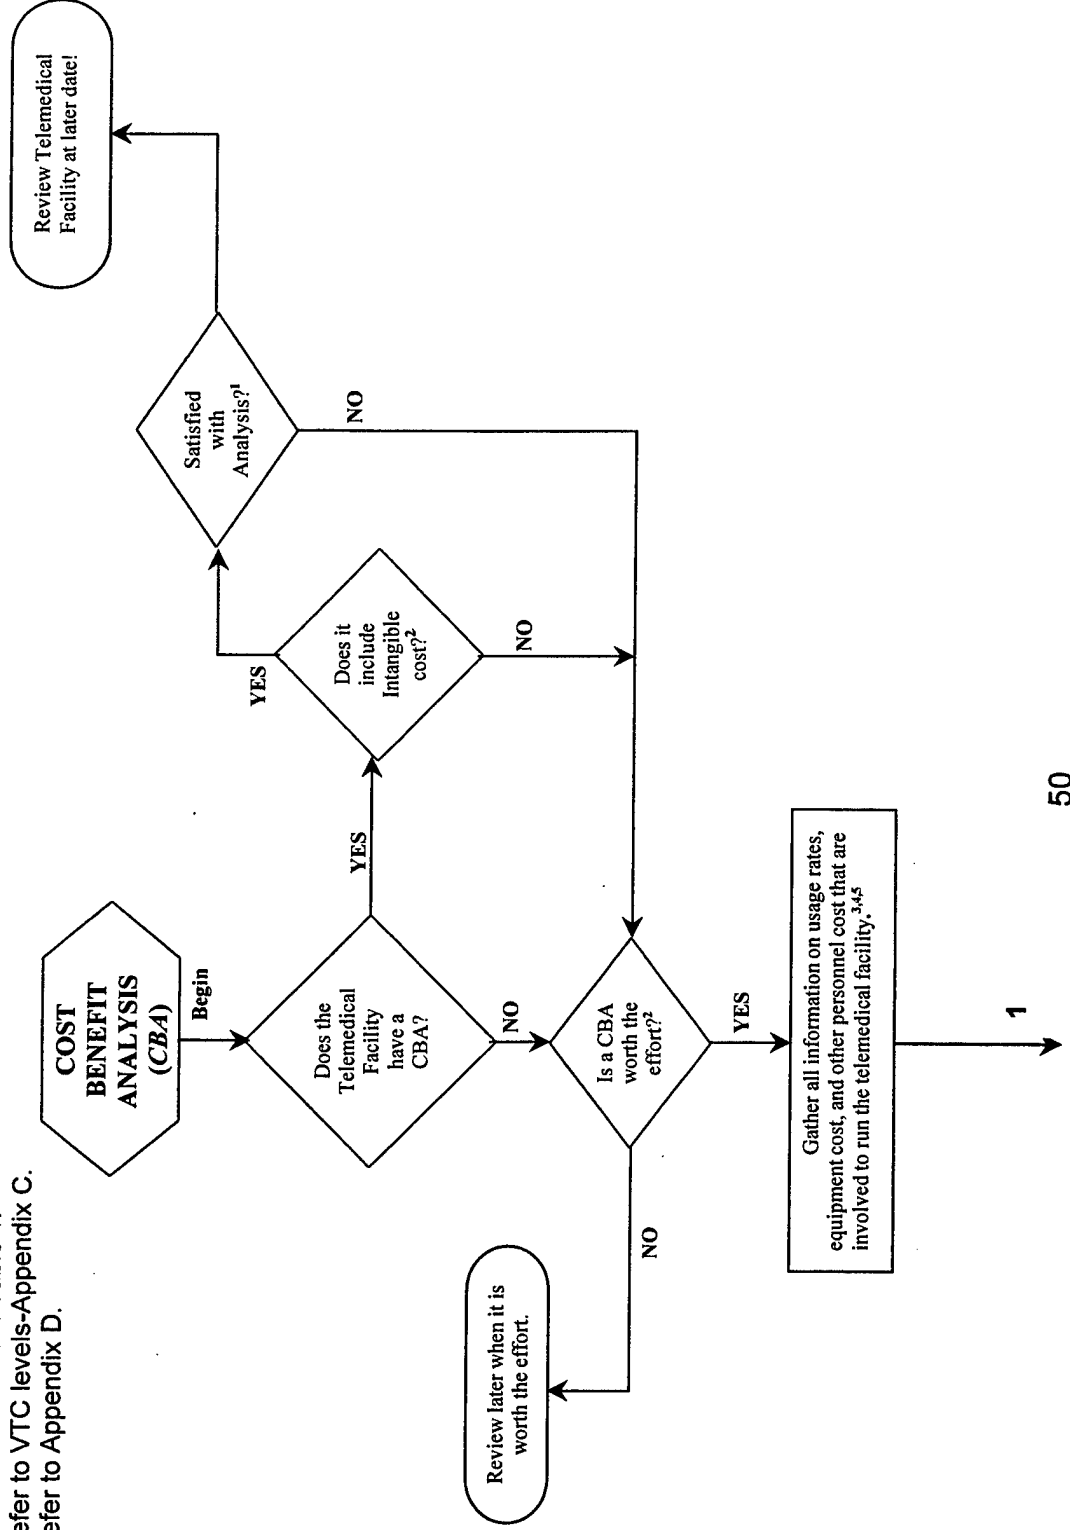 efer to VTC levels-Appendix C.
efer to Appendix D.
COST
BENEFIT
ANALYSIS
(CBA)
Begin
Does the
Telemedical
Facility
have a
CBA?
YES
NO
Does it
include
Intangible
cost?²
YES
NO
Satisfied
with
Analysis?¹
NO
Review Telemedical
Facility at later date!
Is a CBA
worth the
effort?²
NO
YES
Review later when it is
worth the effort.
Gather all information on usage rates,
equipment cost, and other personnel cost that are
involved to run the telemedical facility.³,⁴,⁵
1
50